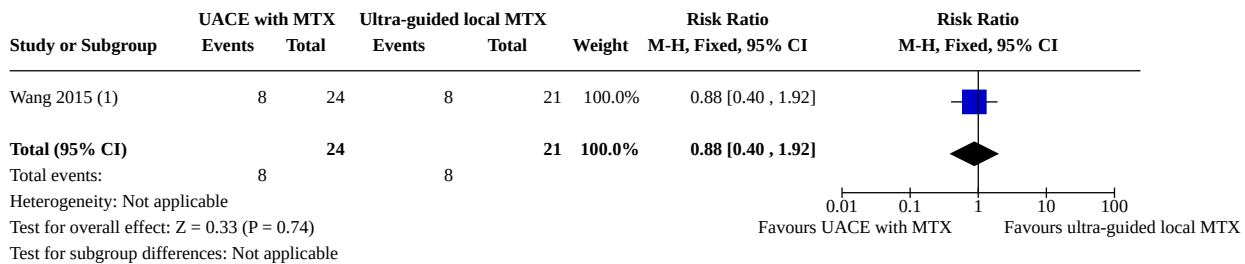 UACE with MTX Ultra-guided local MTX Risk Ratio Risk Ratio
Study or Subgroup Events Total Events Total Weight M-H, Fixed, 95% CI M-H, Fixed, 95% CI
Wang 2015 (1) 8 24 8 21 100.0% 0.88 [0.40 , 1.92]
Total (95% CI) 24 21 100.0% 0.88 [0.40 , 1.92]
Total events: 8 8
Heterogeneity: Not applicable
0.01 0.1 1 10 100
Test for overall effect: Z = 0.33 (P = 0.74)
Favours UACE with MTX Favours ultra-guided local MTX
Test for subgroup differences: Not applicable